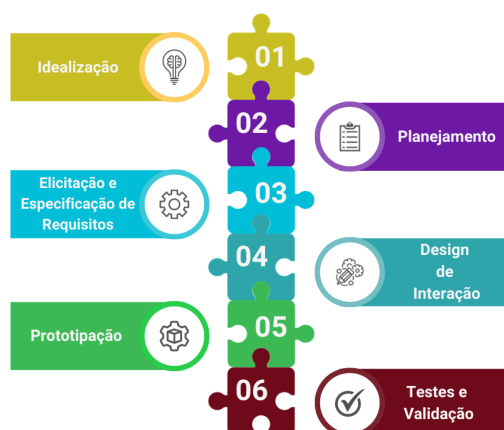 01
Idealização
02
Planejamento
Elicitação e
Especificação de
Requisitos
03
04
Design
de
Interação
Prototipação
05
06
Testes e
Validação